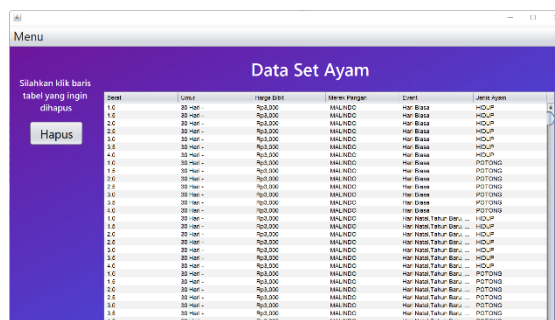 Menu
Data Set Ayam
Silahkan klik baris
tabel yang ingin
dihapus
Hapus
Berat Umur Harga Bibit Merek Pangan Event Jenis Ayam
1.0 30 Hari - Rp3,000 MALINDO Hari Biasa HIDUP
1.5 30 Hari - Rp3,000 MALINDO Hari Biasa HIDUP
2.0 30 Hari - Rp3,000 MALINDO Hari Biasa HIDUP
2.5 30 Hari - Rp3,000 MALINDO Hari Biasa HIDUP
3.0 30 Hari - Rp3,000 MALINDO Hari Biasa HIDUP
3.5 30 Hari - Rp3,000 MALINDO Hari Biasa HIDUP
4.0 30 Hari - Rp3,000 MALINDO Hari Biasa HIDUP
1.0 30 Hari - Rp3,000 MALINDO Hari Biasa POTONG
1.5 30 Hari - Rp3,000 MALINDO Hari Biasa POTONG
2.0 30 Hari - Rp3,000 MALINDO Hari Biasa POTONG
2.5 30 Hari - Rp3,000 MALINDO Hari Biasa POTONG
3.0 30 Hari - Rp3,000 MALINDO Hari Biasa POTONG
3.5 30 Hari - Rp3,000 MALINDO Hari Biasa POTONG
4.0 30 Hari - Rp3,000 MALINDO Hari Biasa POTONG
1.0 30 Hari - Rp3,000 MALINDO Hari Natal,Tahun Baru, ... HIDUP
1.5 30 Hari - Rp3,000 MALINDO Hari Natal,Tahun Baru, ... HIDUP
2.0 30 Hari - Rp3,000 MALINDO Hari Natal,Tahun Baru, ... HIDUP
2.5 30 Hari - Rp3,000 MALINDO Hari Natal,Tahun Baru, ... HIDUP
3.0 30 Hari - Rp3,000 MALINDO Hari Natal,Tahun Baru, ... HIDUP
3.5 30 Hari - Rp3,000 MALINDO Hari Natal,Tahun Baru, ... HIDUP
4.0 30 Hari - Rp3,000 MALINDO Hari Natal,Tahun Baru, ... HIDUP
1.0 30 Hari - Rp3,000 MALINDO Hari Natal,Tahun Baru, ... POTONG
1.5 30 Hari - Rp3,000 MALINDO Hari Natal,Tahun Baru, ... POTONG
2.0 30 Hari - Rp3,000 MALINDO Hari Natal,Tahun Baru, ... POTONG
2.5 30 Hari - Rp3,000 MALINDO Hari Natal,Tahun Baru, ... POTONG
3.0 30 Hari - Rp3,000 MALINDO Hari Natal,Tahun Baru, ... POTONG
3.5 30 Hari - Rp3,000 MALINDO Hari Natal,Tahun Baru, ... POTONG